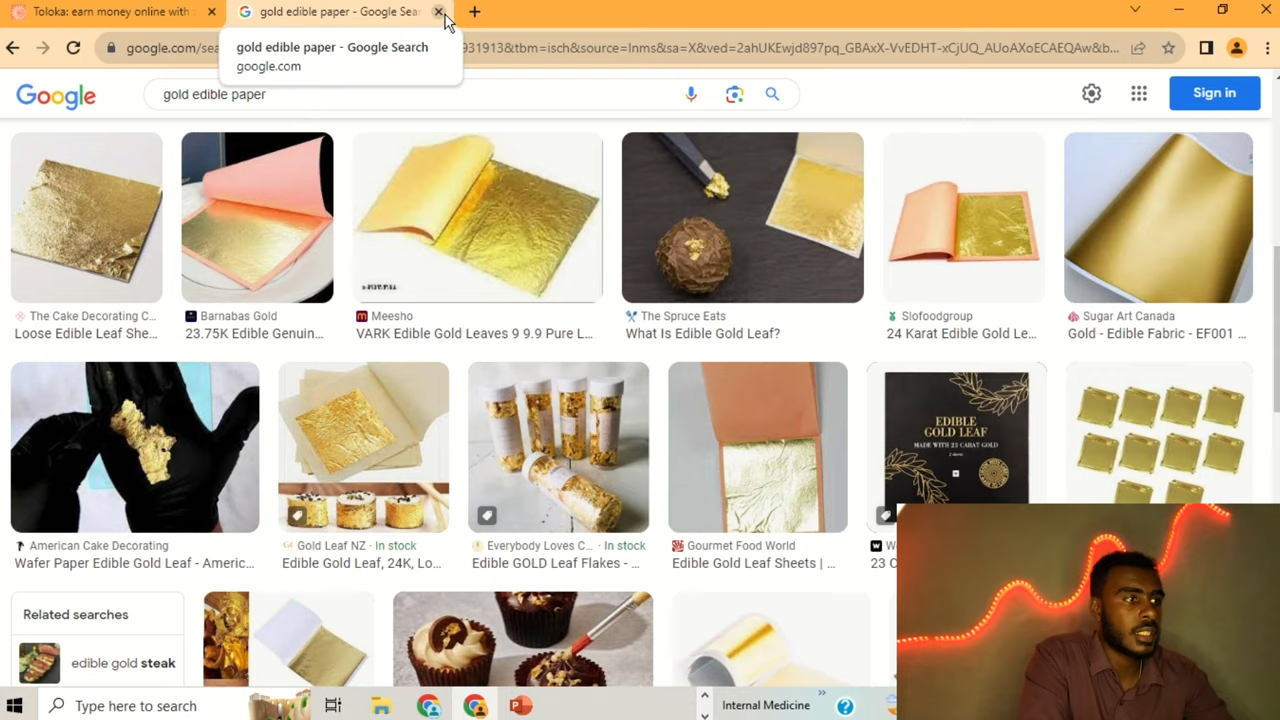 Toloka: earn money online with
gold edible paper - Google Sear
gold edible paper - Google Search
google.com
google.com/sea
931913&tbm=isch&source=lnms&sa=X&ved=2ahUKEwjd897pq_GBAxX-VvEDHT-xCjUQ_AUoAXoECAEQAw&b...
Google
gold edible paper
Sign in
The Cake Decorating C...
Loose Edible Leaf She...
Barnabas Gold
23.75K Edible Genuin...
Meesho
VARK Edible Gold Leaves 9 9.9 Pure L...
The Spruce Eats
What Is Edible Gold Leaf?
Slofoodgroup
24 Karat Edible Gold Le...
Sugar Art Canada
Gold - Edible Fabric - EF001 ...
EDIBLE
GOLD LEAF
MADE WITH 23 CARAT GOLD
American Cake Decorating
Wafer Paper Edible Gold Leaf - Americ...
Gold Leaf NZ · In stock
Edible Gold Leaf, 24K, Lo...
Everybody Loves C... · In stock
Edible GOLD Leaf Flakes - ...
Gourmet Food World
Edible Gold Leaf Sheets | ...
W
23 C
Related searches
edible gold steak
Type here to search
Internal Medicine